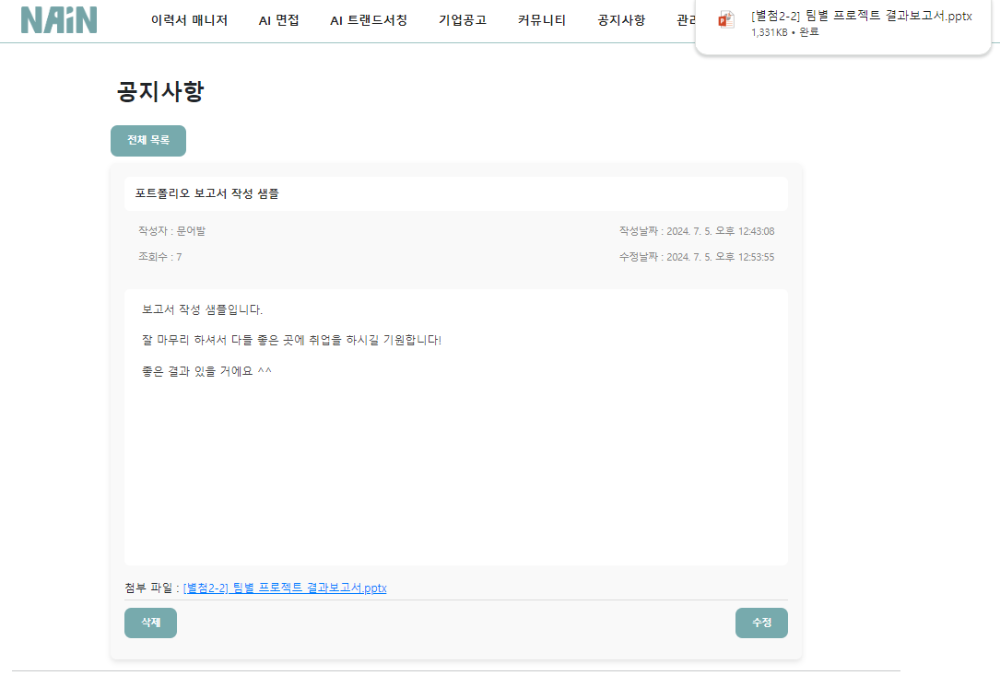 NAiN
이력서 매니저 AI 면접 AI 트랜드서칭 기업공고 커뮤니티 공지사항
[별첨2-2] 팀별 프로젝트 결과보고서.pptx
1,331KB • 완료
공지사항
전체 목록
포트폴리오 보고서 작성 샘플
작성자 : 문어발 작성날짜 : 2024. 7. 5. 오후 12:43:08
조회수 : 7 수정날짜 : 2024. 7. 5. 오후 12:53:55
보고서 작성 샘플입니다.
잘 마무리 하셔서 다들 좋은 곳에 취업을 하시길 기원합니다!
좋은 결과 있을 거에요 ^^
첨부 파일 : [별첨2-2] 팀별 프로젝트 결과보고서.pptx
삭제 수정